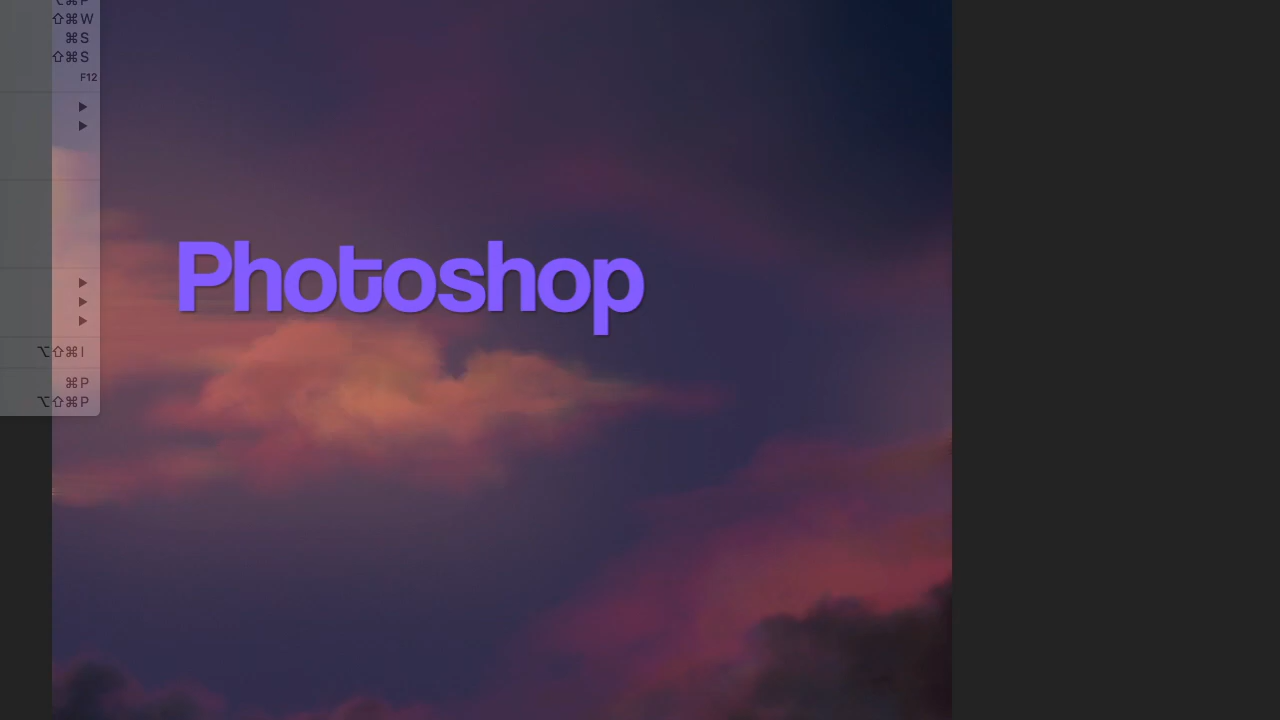 ⇧⌘W
⌘S
⇧⌘S
F12
Photoshop
⌥⇧⌘I
⌘P
⌥⇧⌘P